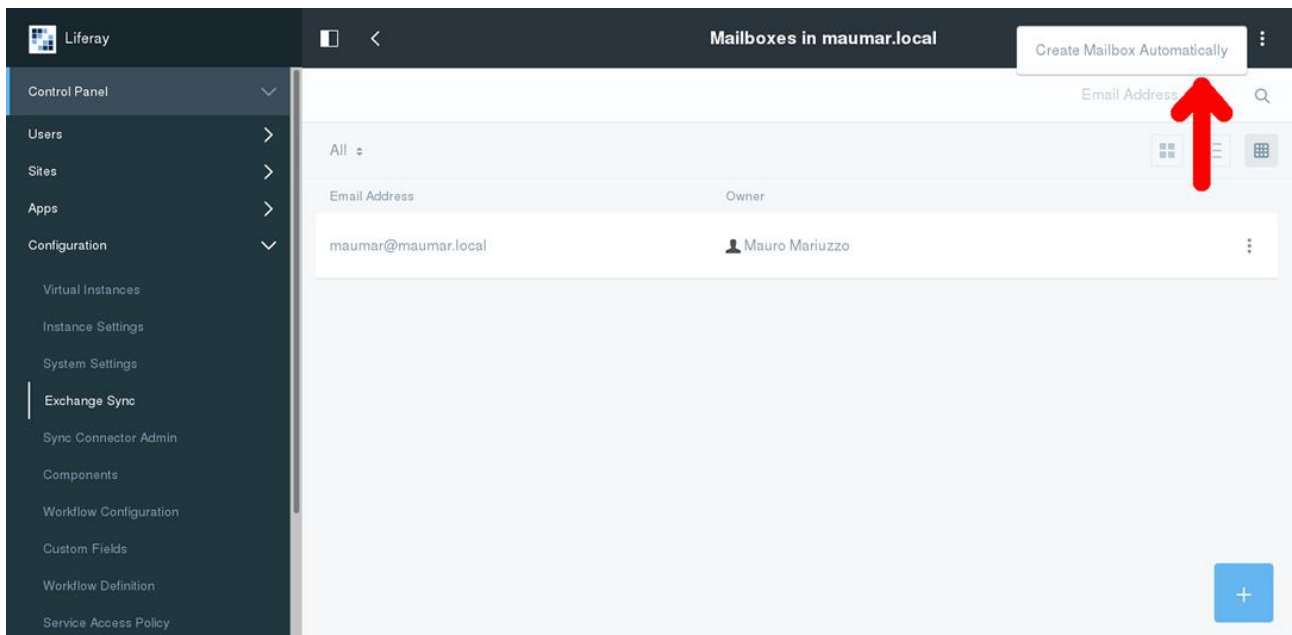 Liferay
Mailboxes in maumar.local
Create Mailbox Automatically
Control Panel
Email Address
Users
All
Sites
Email Address Owner
Apps
Configuration
maumar@maumar.local Mauro Mariuzzo
Virtual Instances
Instance Settings
System Settings
Exchange Sync
Sync Connector Admin
Components
Workflow Configuration
Custom Fields
Workflow Definition
Service Access Policy